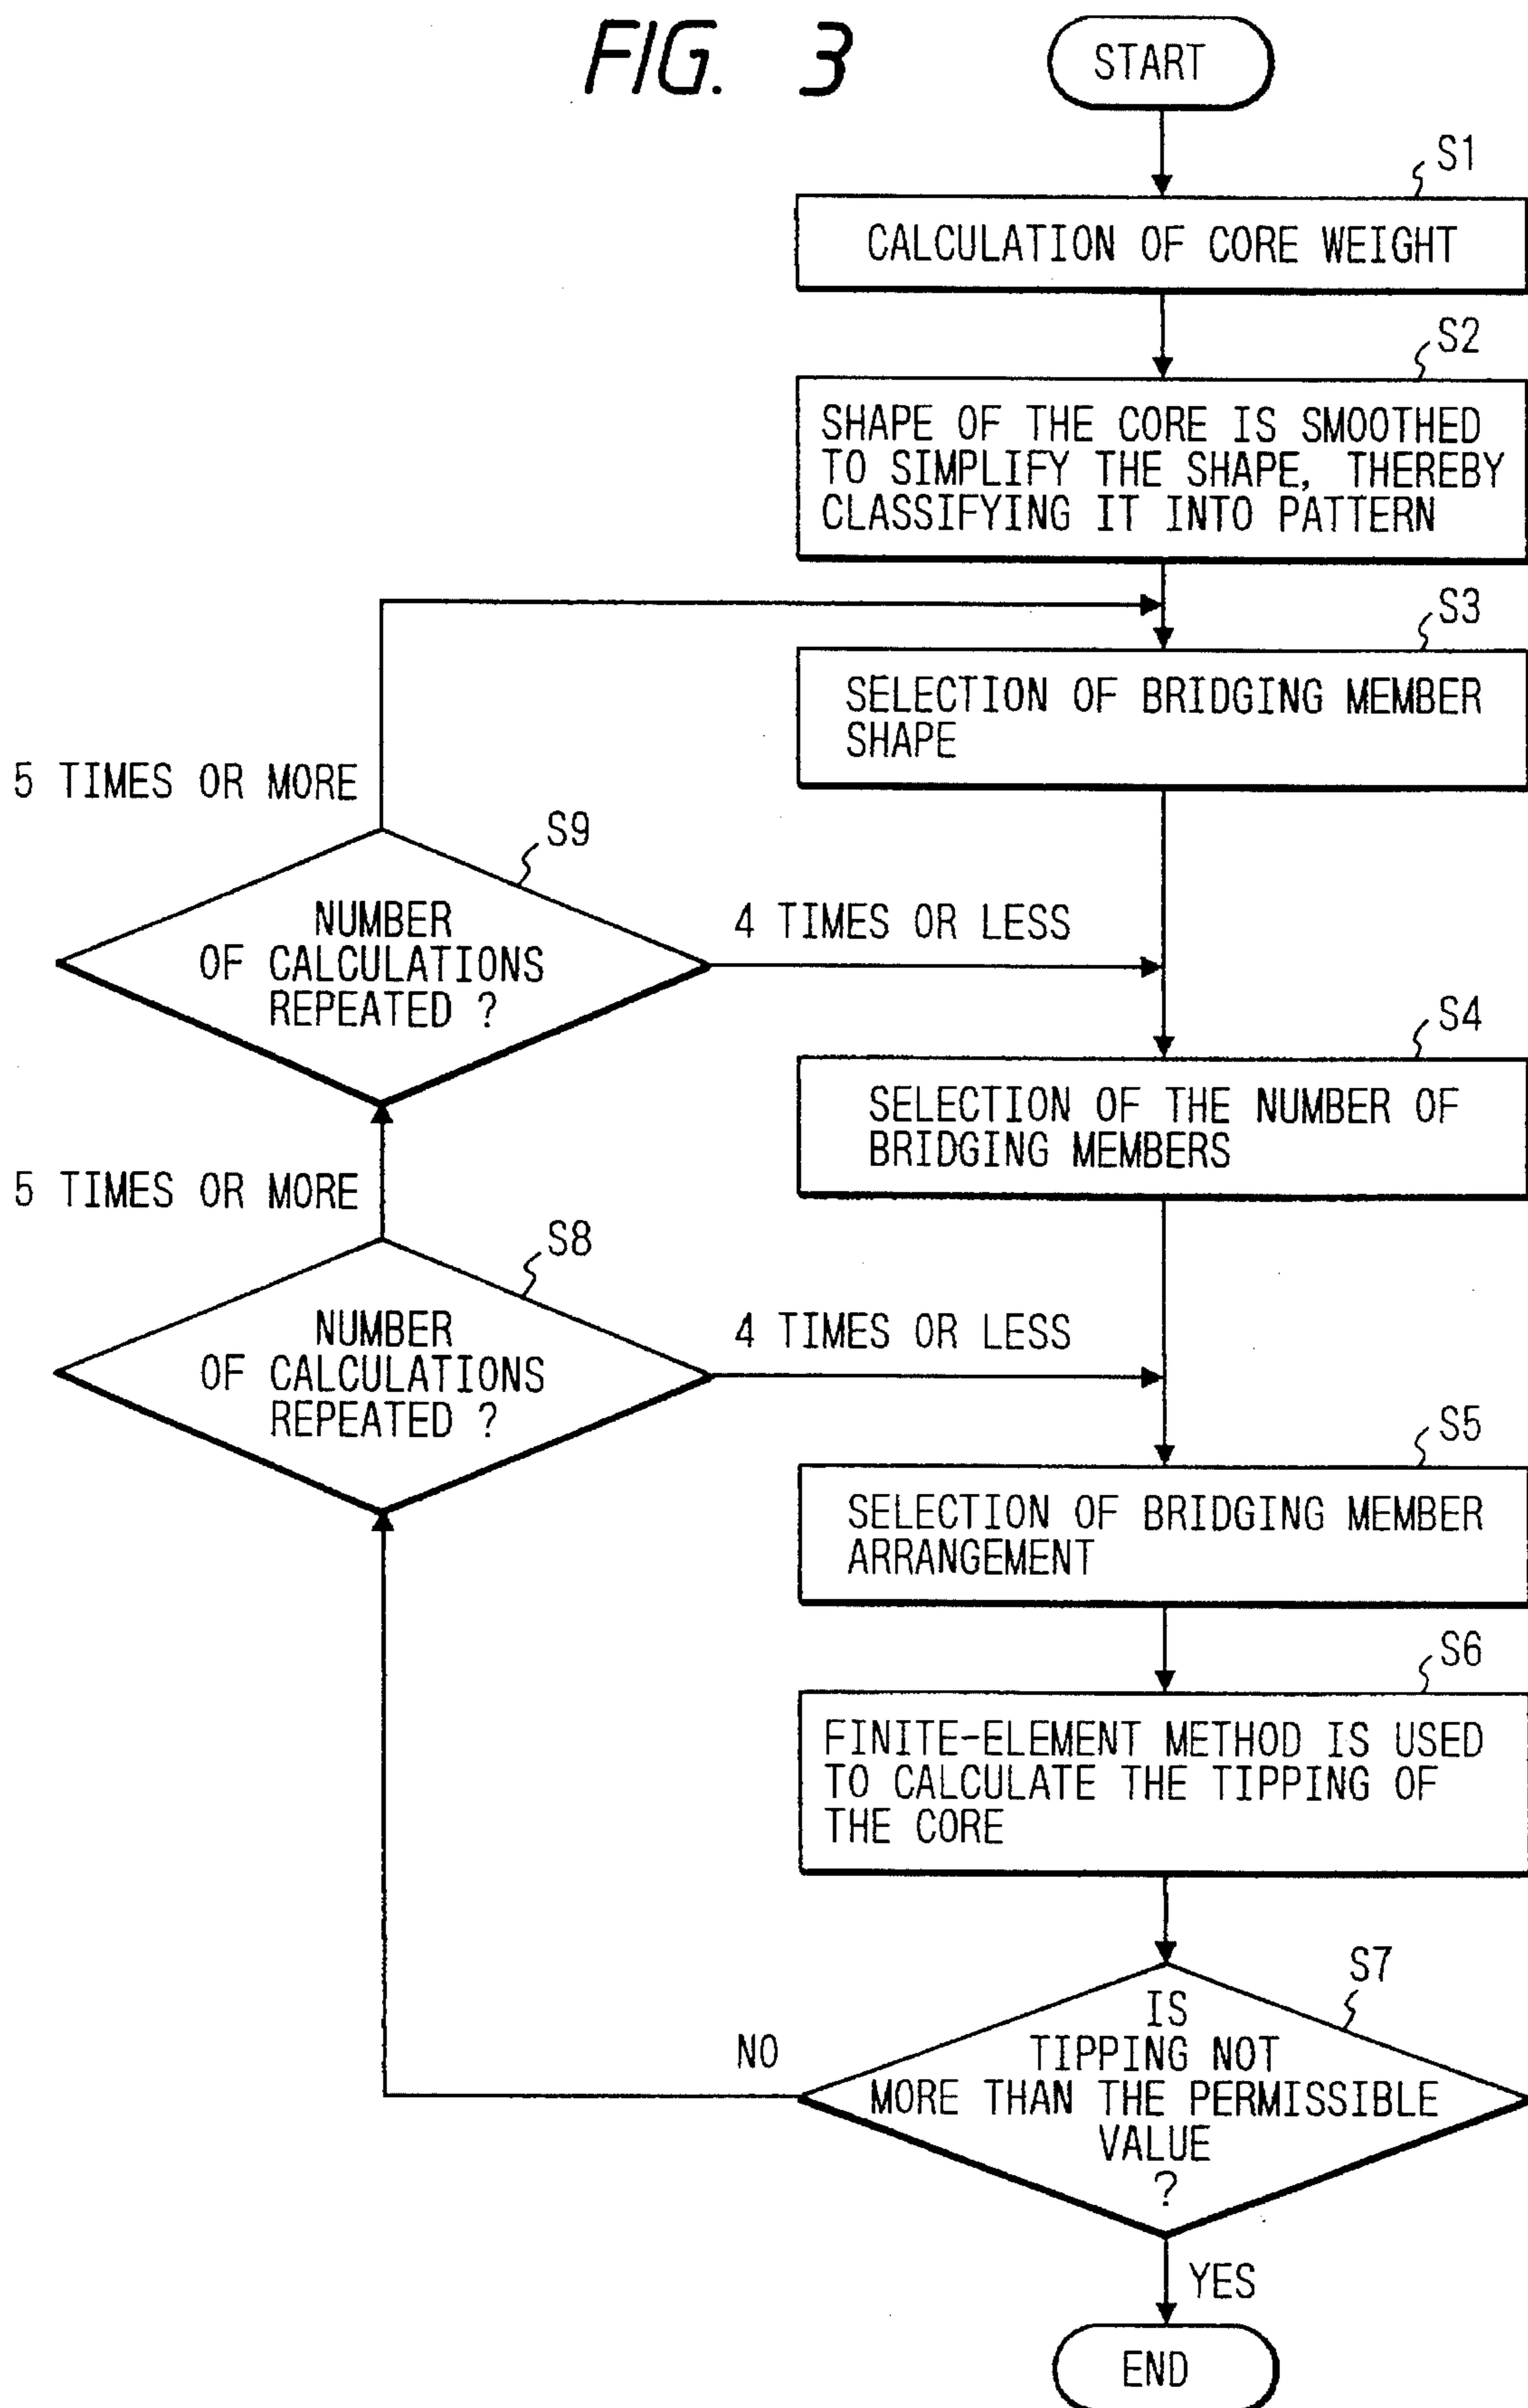 FIG. 3
START
S1
CALCULATION OF CORE WEIGHT
S2
SHAPE OF THE CORE IS SMOOTHED
TO SIMPLIFY THE SHAPE, THEREBY
CLASSIFYING IT INTO PATTERN
S3
SELECTION OF BRIDGING MEMBER
SHAPE
5 TIMES OR MORE
S9
NUMBER
OF CALCULATIONS
REPEATED ?
4 TIMES OR LESS
S4
SELECTION OF THE NUMBER OF
BRIDGING MEMBERS
5 TIMES OR MORE
S8
NUMBER
OF CALCULATIONS
REPEATED ?
4 TIMES OR LESS
S5
SELECTION OF BRIDGING MEMBER
ARRANGEMENT
S6
FINITE-ELEMENT METHOD IS USED
TO CALCULATE THE TIPPING OF
THE CORE
S7
IS
TIPPING NOT
MORE THAN THE PERMISSIBLE
VALUE
?
NO
YES
END